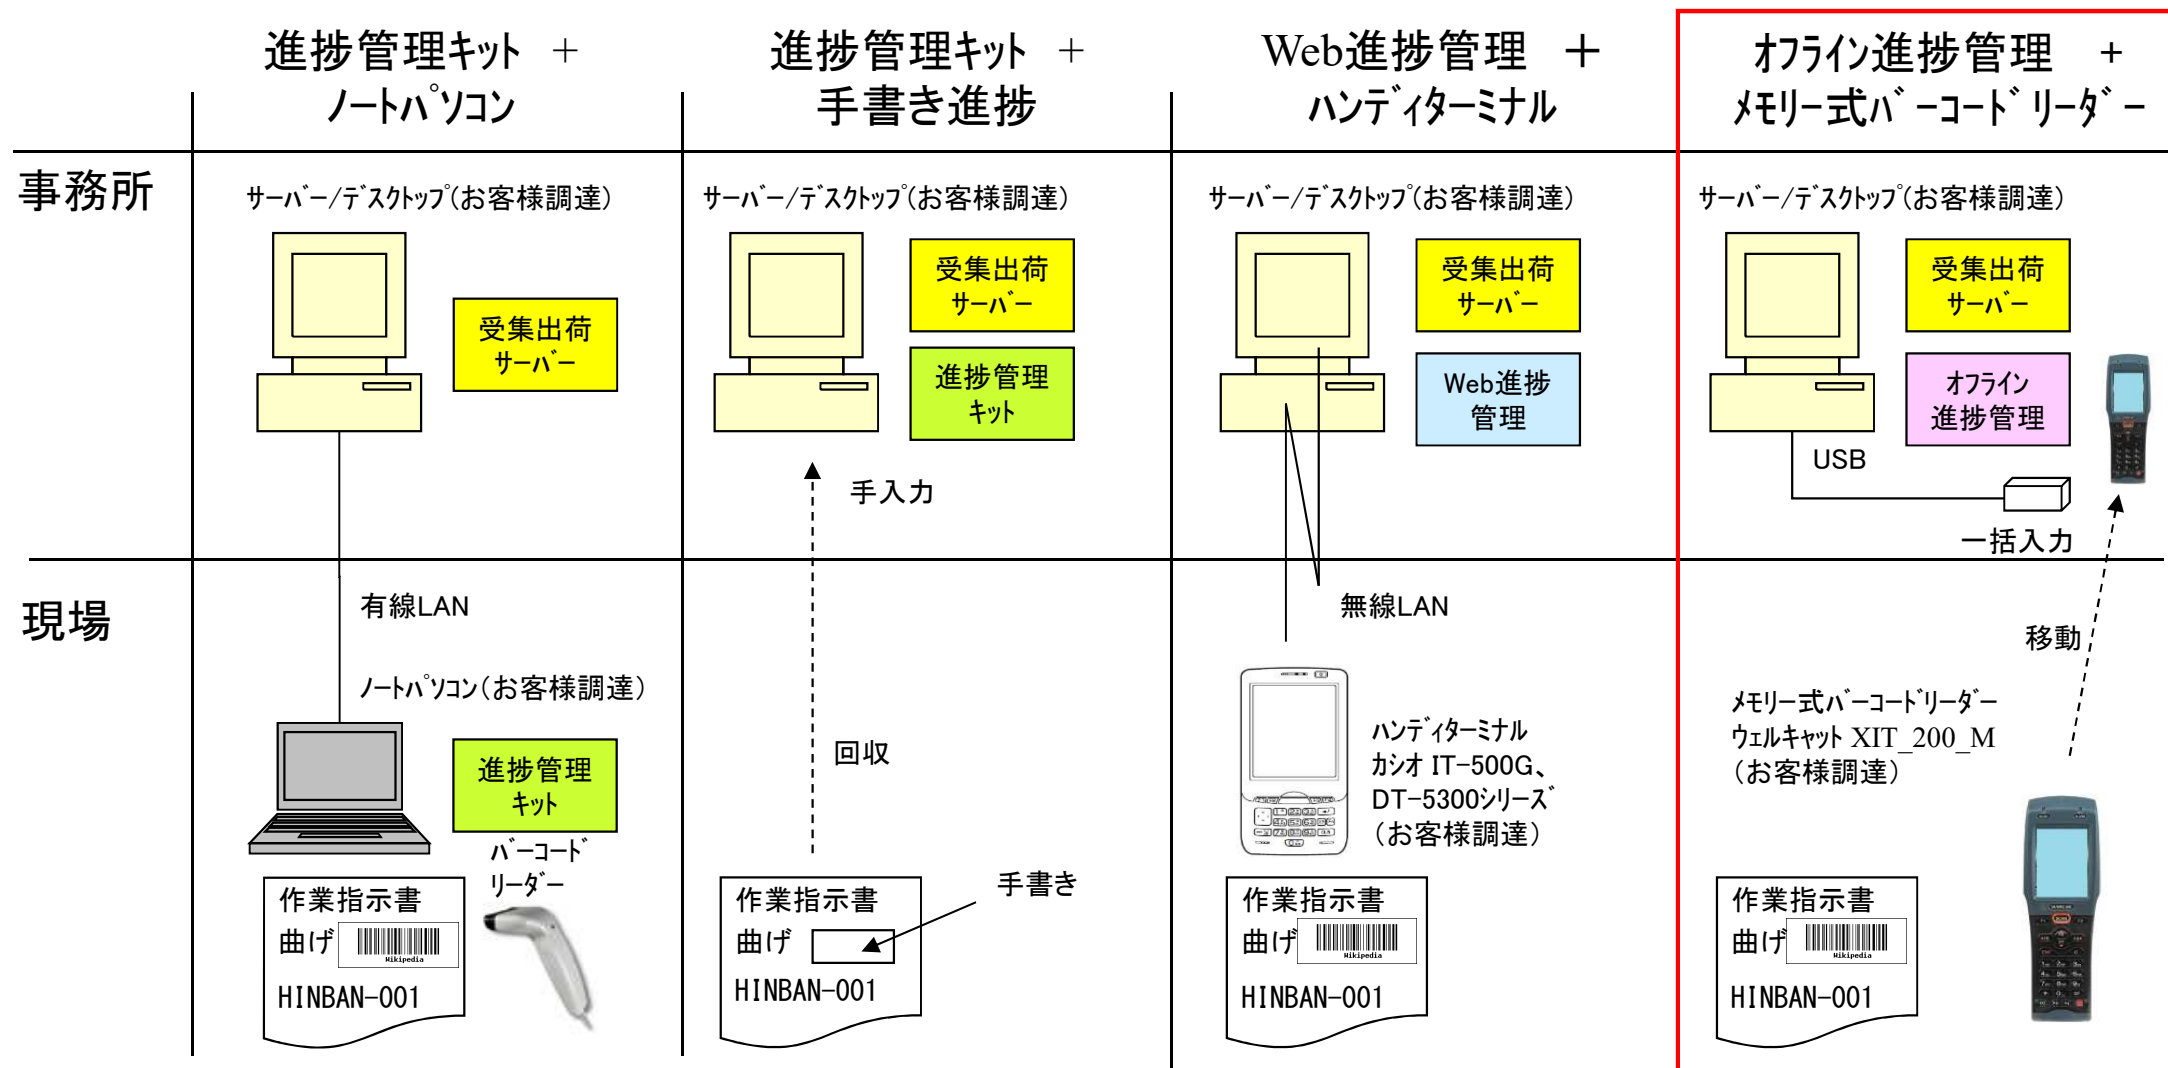 進捗管理キット +
ノートパソコン
進捗管理キット +
手書き進捗
Web進捗管理 ＋
ハンディターミナル
オフライン進捗管理 +
メモリー式バーコードリーダー
事務所
サーバー/デスクトップ(お客様調達)
受集出荷
サーバー
サーバー/デスクトップ(お客様調達)
受集出荷
サーバー
進捗管理
キット
手入力
サーバー/デスクトップ(お客様調達)
受集出荷
サーバー
Web進捗
管理
サーバー/デスクトップ(お客様調達)
受集出荷
サーバー
オフライン
進捗管理
USB
一括入力
現場
有線LAN
ノートパソコン(お客様調達)
進捗管理
キット
バーコード
リーダー
作業指示書
曲げ
Wikipedia
HINBAN-001
回収
手書き
作業指示書
曲げ
HINBAN-001
無線LAN
ハンディターミナル
カシオ IT-500G、
DT-5300シリーズ
(お客様調達)
作業指示書
曲げ
Wikipedia
HINBAN-001
移動
メモリー式バーコードリーダー
ウェルキャット XIT_200_M
(お客様調達)
作業指示書
曲げ
Wikipedia
HINBAN-001